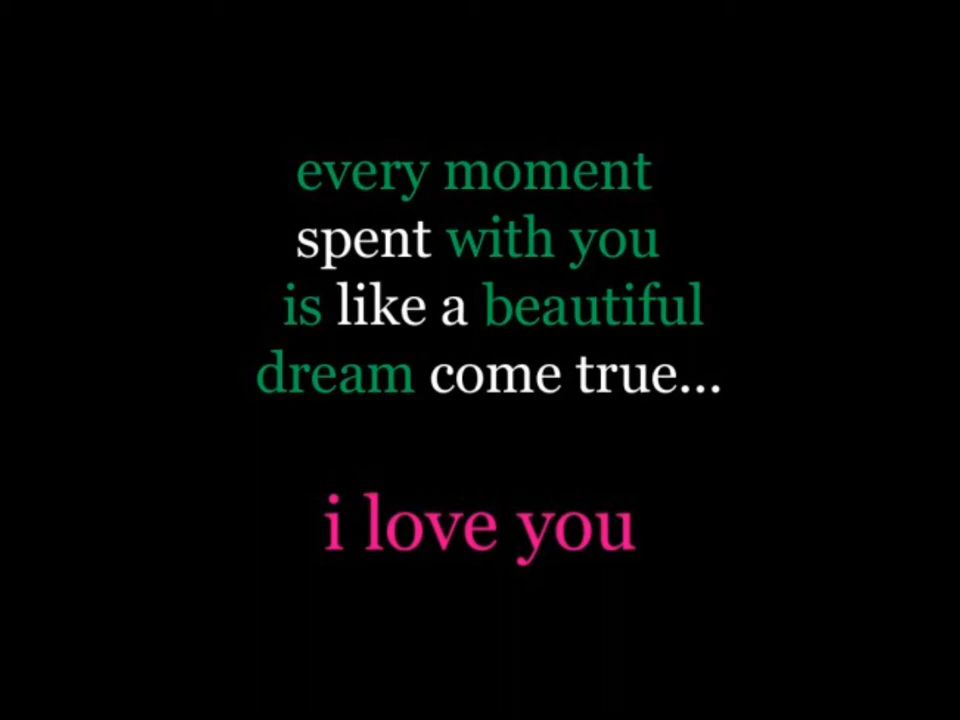 every moment
spent with you
is like a beautiful
dream come true...
i love you